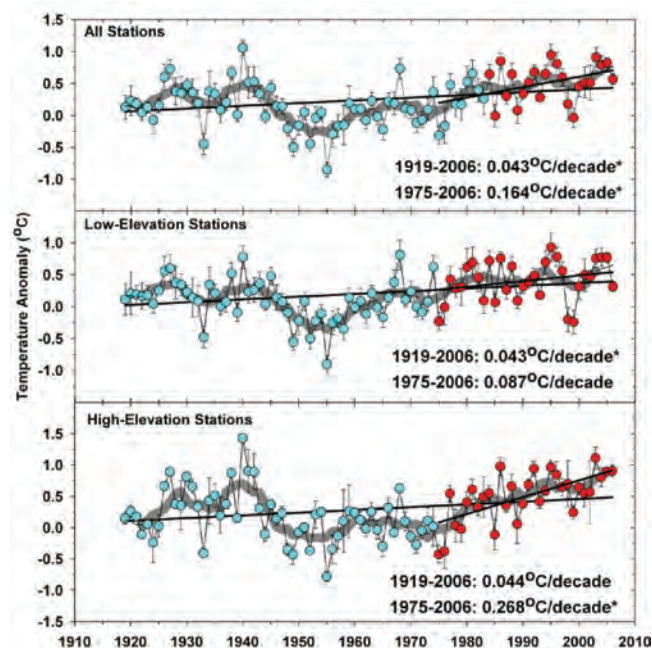 All Stations
1.5
1.0
0.5
0.0
-0.5
-1.0
1919-2006: 0.043°C/decade*
1975-2006: 0.164°C/decade*
Temperature Anomaly (°C)
Low-Elevation Stations
1.0
0.5
0.0
-0.5
-1.0
1919-2006: 0.043°C/decade*
1975-2006: 0.087°C/decade
High-Elevation Stations
1.5
1.0
0.5
0.0
-0.5
-1.0
1919-2006: 0.044°C/decade
1975-2006: 0.268°C/decade*
1910 1920 1930 1940 1950 1960 1970 1980 1990 2000 2010